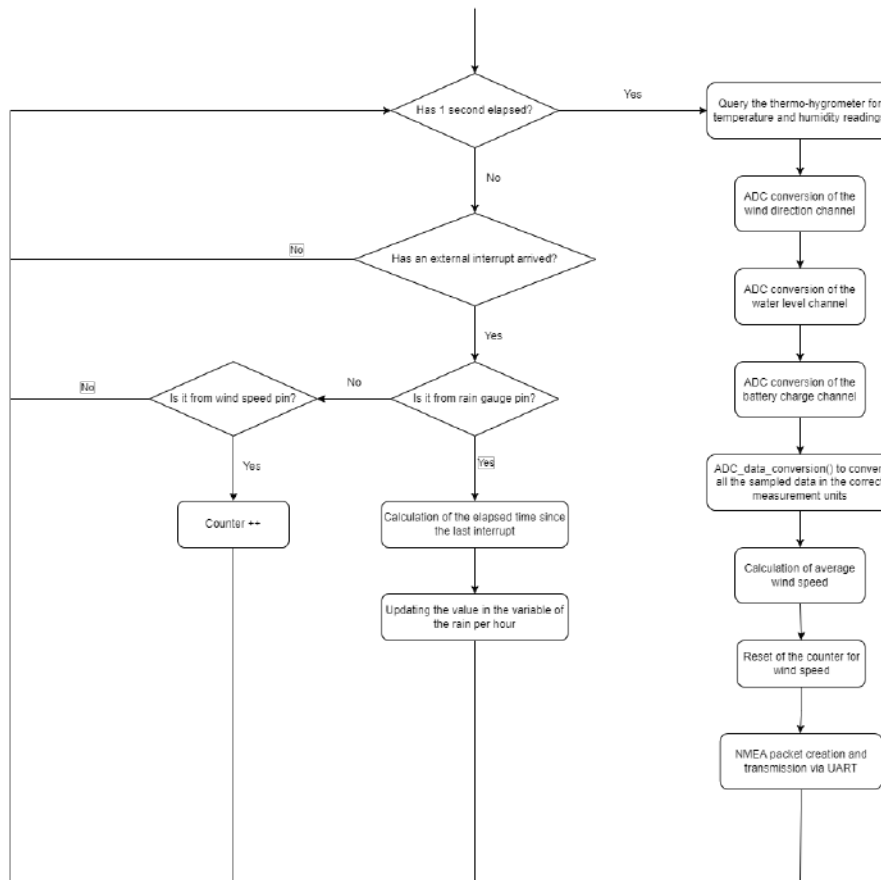 Has 1 second elapsed?
Yes
Query the thermo-hygrometer for
temperature and humidity reading
No
ADC conversion of the
wind direction channel
No
Has an external interrupt arrived?
ADC conversion of the
water level channel
Yes
No
Is it from wind speed pin?
No
Is it from rain gauge pin?
ADC conversion of the
battery charge channel
Yes
Yes
ADC_data_conversion() to conver
all the sampled data in the correct
measurement units
Counter ++
Calculation of the elapsed time since
the last interrupt
Calculation of average
wind speed
Updating the value in the variable of
the rain per hour
Reset of the counter for
wind speed
NMEA packet creation and
transmission via UART